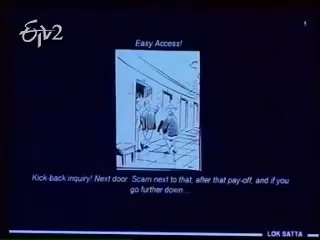 ETV2
Easy Access!
Kick-back inquiry! Next door Scam next to that, after that pay-off, and if you
go further down...
LOK SATTA